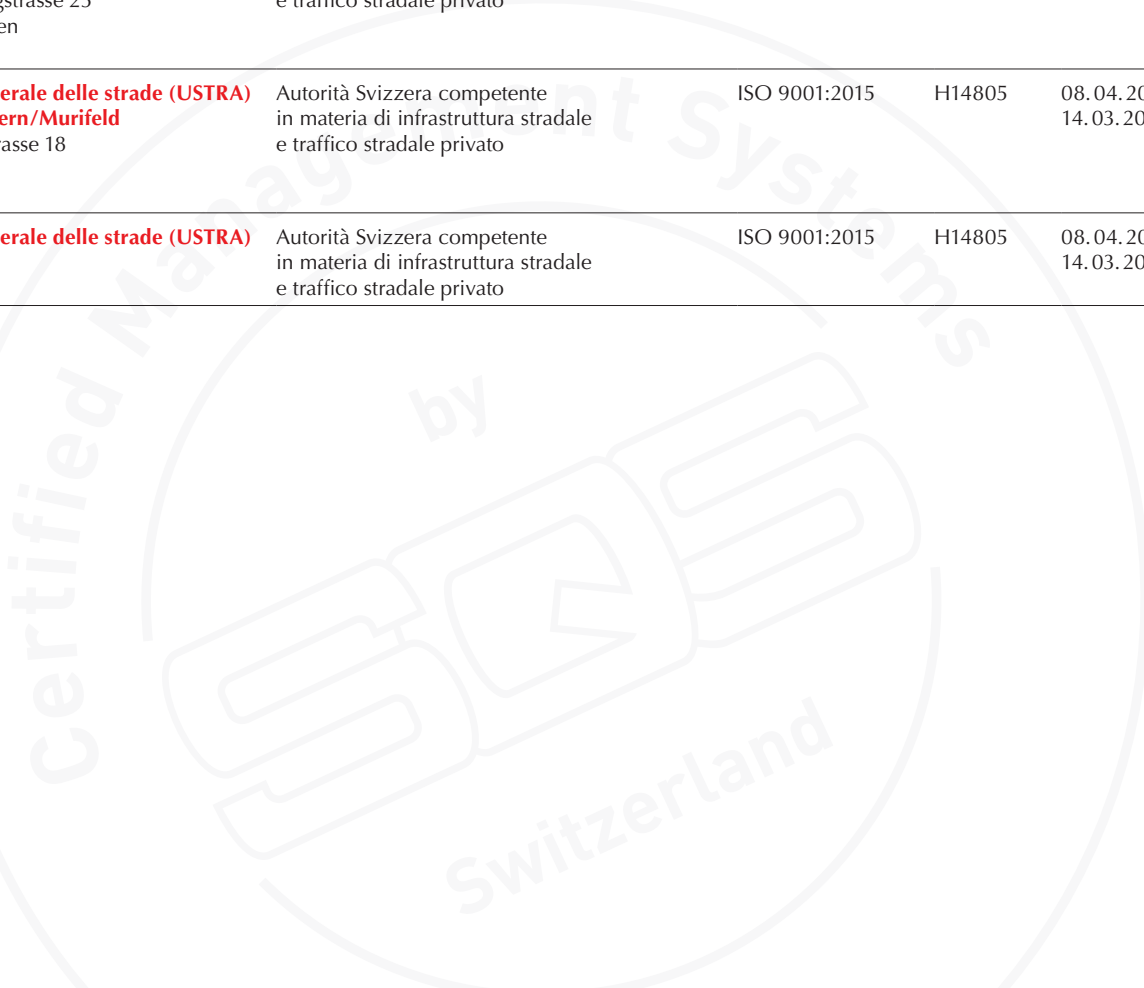 gstrasse 25 e traffico stradale privato
en
erale delle strade (USTRA) Autorità Svizzera competente ISO 9001:2015 H14805 08.04.20
ern/Murifeld in materia di infrastruttura stradale 14.03.20
rasse 18 e traffico stradale privato
erale delle strade (USTRA) Autorità Svizzera competente ISO 9001:2015 H14805 08.04.20
in materia di infrastruttura stradale 14.03.20
e traffico stradale privato
Certified Management Systems
by
SQS
Switzerland